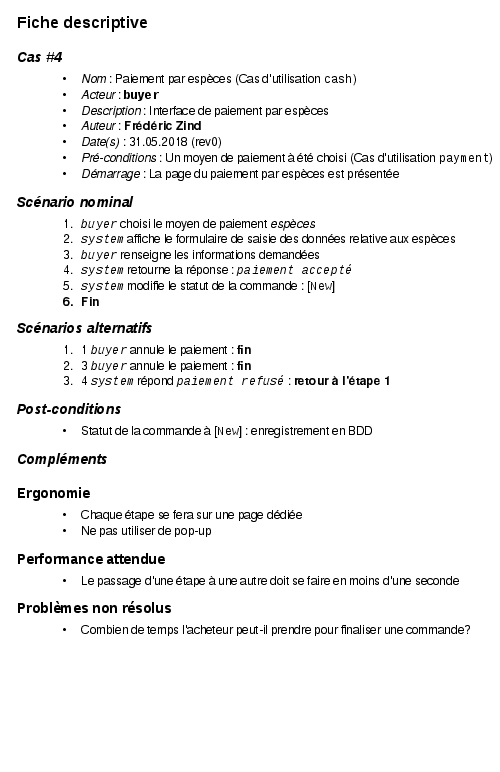 Fiche descriptive
Cas #4
• Nom : Paiement par espèces (Cas d'utilisation cash)
• Acteur : buyer
• Description : Interface de paiement par espèces
• Auteur : Frédéric Zind
• Date(s) : 31.05.2018 (rev0)
• Pré-conditions : Un moyen de paiement à été choisi (Cas d'utilisation payment)
• Démarrage : La page du paiement par espèces est présentée
Scénario nominal
1. buyer choisi le moyen de paiement espèces
2. system affiche le formulaire de saisie des données relative aux espèces
3. buyer renseigne les informations demandées
4. system retourne la réponse : paiement accepté
5. system modifie le statut de la commande : [New]
6. Fin
Scénarios alternatifs
1. 1 buyer annule le paiement : fin
2. 3 buyer annule le paiement : fin
3. 4 system répond paiement refusé : retour à l'étape 1
Post-conditions
• Statut de la commande à [New] : enregistrement en BDD
Compléments
Ergonomie
• Chaque étape se fera sur une page dédiée
• Ne pas utiliser de pop-up
Performance attendue
• Le passage d'une étape à une autre doit se faire en moins d'une seconde
Problèmes non résolus
• Combien de temps l'acheteur peut-il prendre pour finaliser une commande?